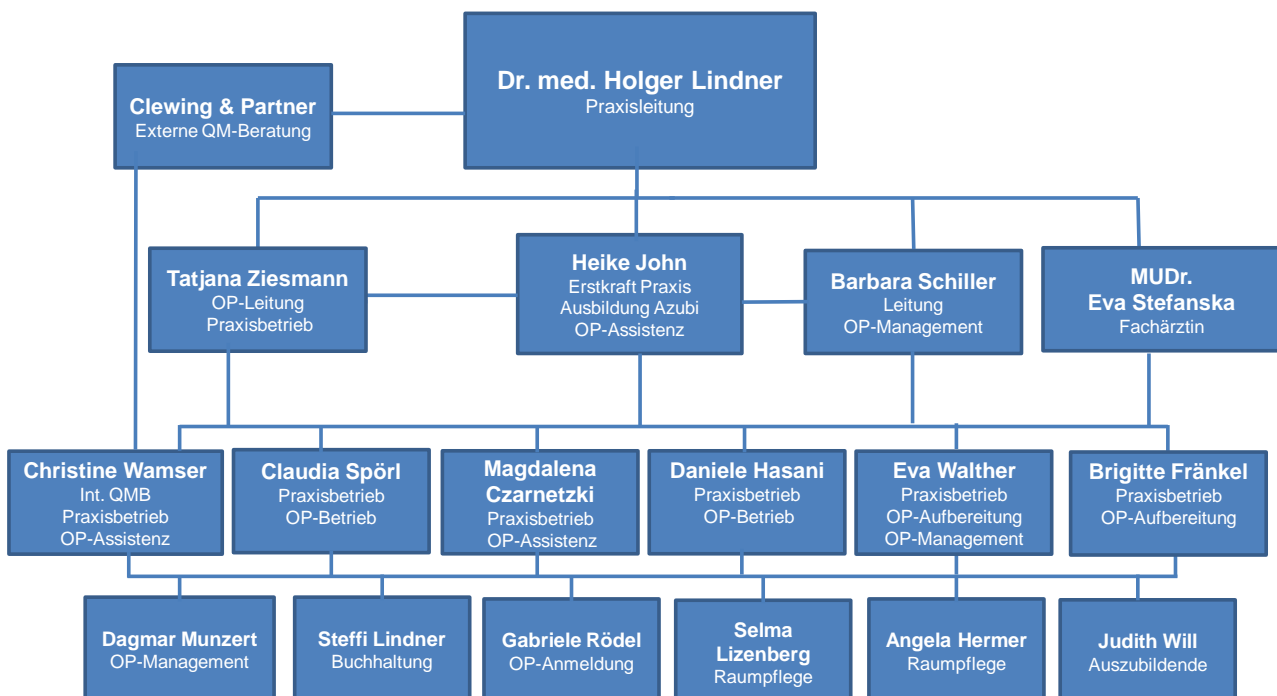 Dr. med. Holger Lindner
Praxisleitung
Clewing & Partner
Externe QM-Beratung
Tatjana Ziesmann
OP-Leitung
Praxisbetrieb
Heike John
Erstkraft Praxis
Ausbildung Azubi
OP-Assistenz
Barbara Schiller
Leitung
OP-Management
MUDr.
Eva Stefanska
Fachärztin
Christine Wamser
Int. QMB
Praxisbetrieb
OP-Assistenz
Claudia Spörl
Praxisbetrieb
OP-Betrieb
Magdalena
Czarnetzki
Praxisbetrieb
OP-Assistenz
Daniele Hasani
Praxisbetrieb
OP-Betrieb
Eva Walther
Praxisbetrieb
OP-Aufbereitung
OP-Management
Brigitte Fränkel
Praxisbetrieb
OP-Aufbereitung
Dagmar Munzert
OP-Management
Steffi Lindner
Buchhaltung
Gabriele Rödel
OP-Anmeldung
Selma
Lizenberg
Raumpflege
Angela Hermer
Raumpflege
Judith Will
Auszubildende